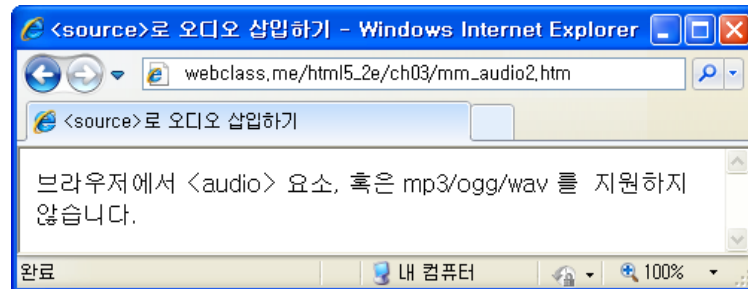 <source>로 오디오 삽입하기 - Windows Internet Explorer
webclass.me/html5_2e/ch03/mm_audio2.htm
<source>로 오디오 삽입하기
브라우저에서 <audio> 요소, 혹은 mp3/ogg/wav 를 지원하지
않습니다.
완료 내 컴퓨터 100%